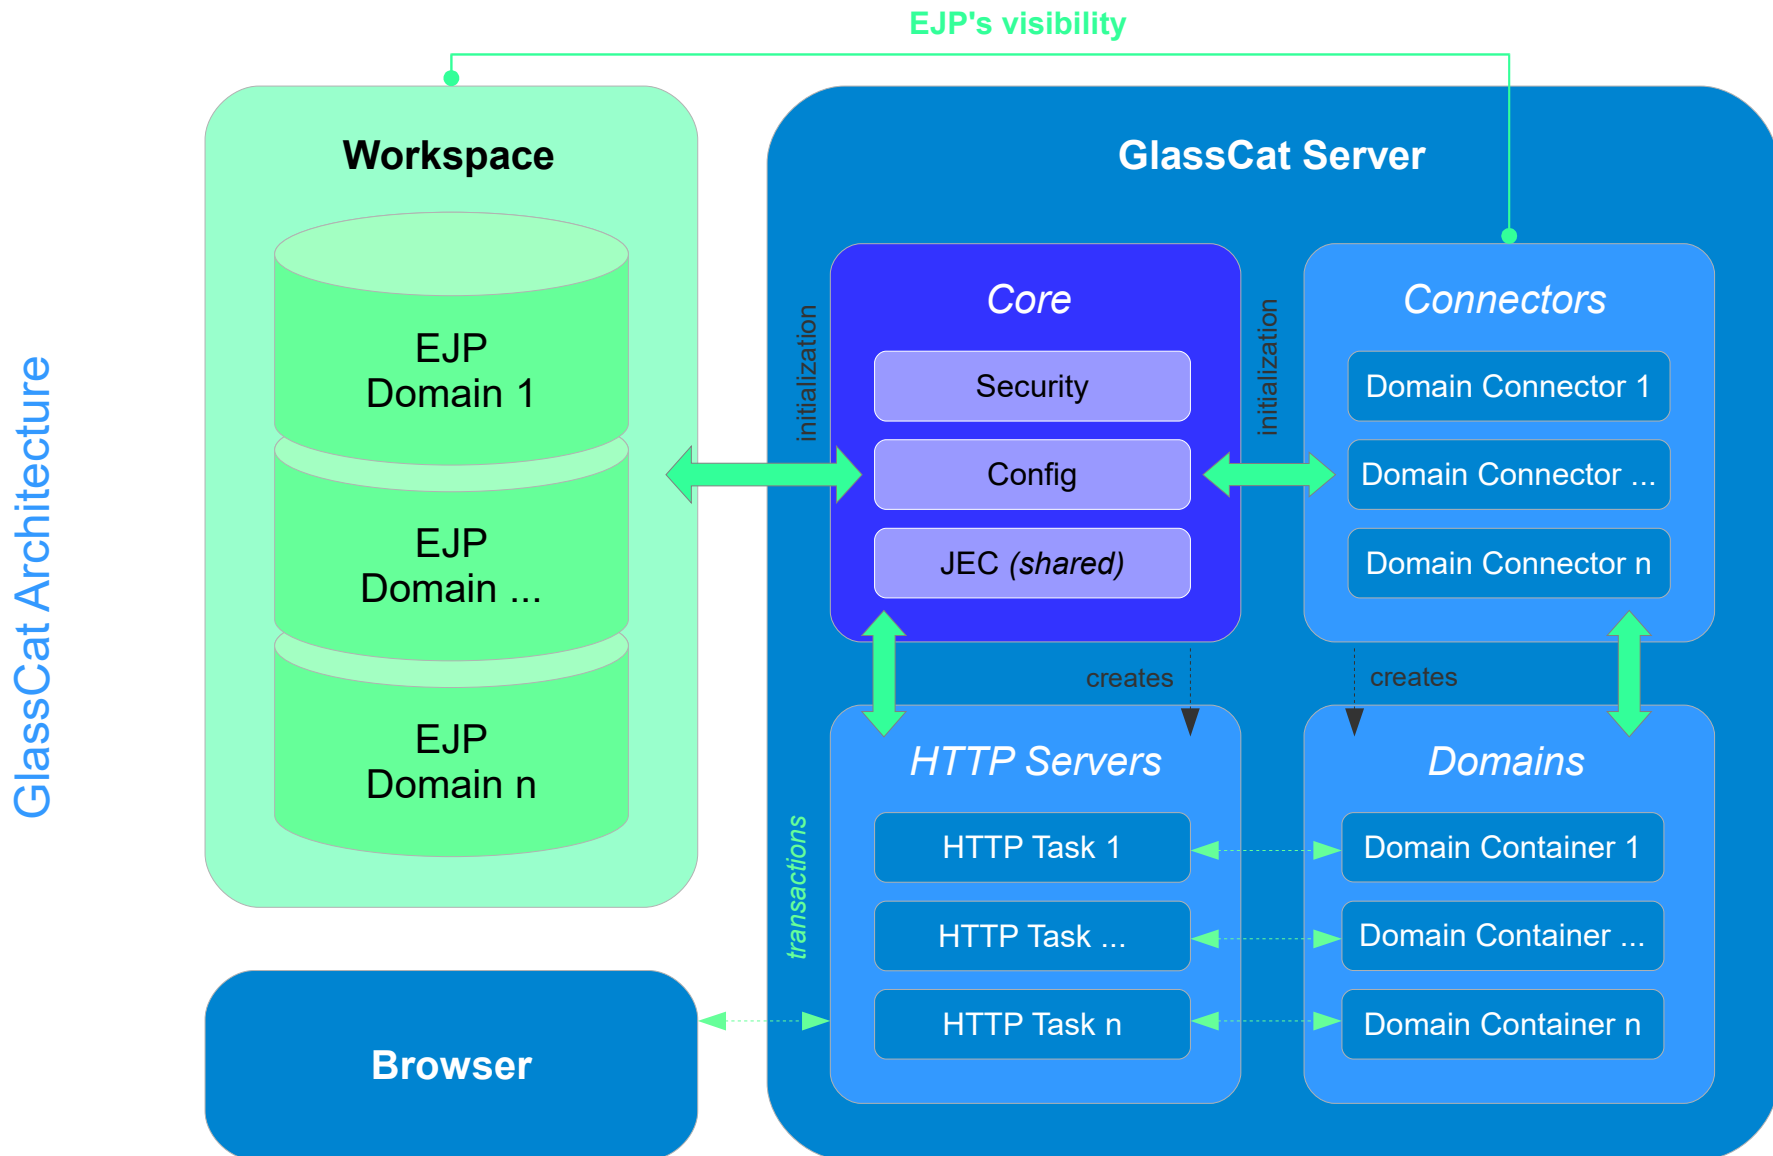 EJP's visibility
GlassCat Architecture
Workspace
EJP
Domain 1
EJP
Domain ...
EJP
Domain n
Browser
GlassCat Server
initialization
Core
Security
Config
JEC (shared)
initialization
Connectors
Domain Connector 1
Domain Connector ...
Domain Connector n
creates
creates
transactions
HTTP Servers
HTTP Task 1
HTTP Task ...
HTTP Task n
Domains
Domain Container 1
Domain Container ...
Domain Container n